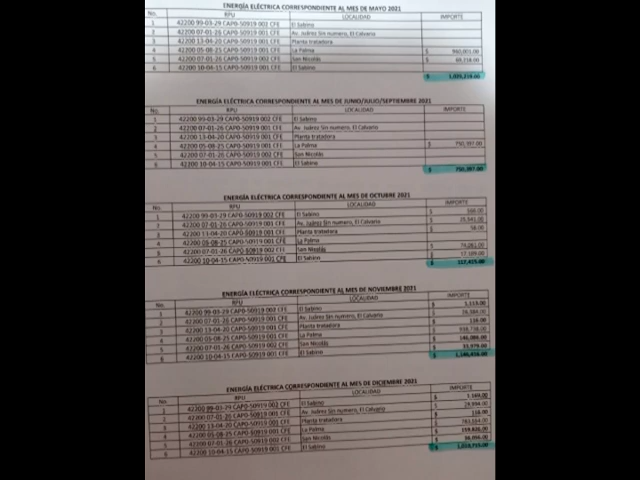 ENERGÍA ELÉCTRICA CORRESPONDIENTE AL MES DE MAYO 2021
No. RPU LOCALIDAD IMPORTE
1 42200 99-03-29 CAP0-50919 002 CFE El Sabino
2 42200 07-01-26 CAP0-50919 001 CFE Av. Juárez Sin numero, El Calvario
3 42200 13-04-20 CAP0-50919 001 CFE Planta tratadora
4 42200 05-08-25 CAP0-50919 001 CFE La Palma $
5 42200 07-01-26 CAP0-50919 002 CFE San Nicolás $
6 42200 10-04-15 CAP0-50919 001 CFE El Sabino
$
ENERGÍA ELÉCTRICA CORRESPONDIENTE AL MES DE JUNIO/JULIO/SEPTIEMBRE 2021
No. RPU LOCALIDAD IMPORTE
1 42200 99-03-29 CAP0-50919 002 CFE El Sabino
2 42200 07-01-26 CAP0-50919 001 CFE Av. Juárez Sin numero, El Calvario
3 42200 13-04-20 CAP0-50919 001 CFE Planta tratadora
4 42200 05-08-25 CAP0-50919 001 CFE La Palma $ 750,397.00
5 42200 07-01-26 CAP0-50919 002 CFE San Nicolás
6 42200 10-04-15 CAP0-50919 001 CFE El Sabino
$ 750,397.00
ENERGÍA ELÉCTRICA CORRESPONDIENTE AL MES DE OCTUBRE 2021
No. RPU LOCALIDAD IMPORTE
1 42200 99-03-29 CAP0-50919 002 CFE El Sabino $
2 42200 07-01-26 CAP0-50919 001 CFE Av. Juárez Sin numero, El Calvario $
3 42200 13-04-20 CAP0-50919 001 CFE Planta tratadora $
4 42200 05-08-25 CAP0-50919 001 CFE La Palma
5 42200 07-01-26 CAP0-50919 002 CFE San Nicolás $
6 42200 10-04-15 CAP0-50919 001 CFE El Sabino $
$
ENERGÍA ELÉCTRICA CORRESPONDIENTE AL MES DE NOVIEMBRE 2021
No. RPU LOCALIDAD IMPORTE
1 42200 99-03-29 CAP0-50919 002 CFE El Sabino $
2 42200 07-01-26 CAP0-50919 001 CFE Av. Juárez Sin numero, El Calvario $
3 42200 13-04-20 CAP0-50919 001 CFE Planta tratadora $
4 42200 05-08-25 CAP0-50919 001 CFE La Palma $
5 42200 07-01-26 CAP0-50919 002 CFE San Nicolás $
6 42200 10-04-15 CAP0-50919 001 CFE El Sabino $
$
ENERGÍA ELÉCTRICA CORRESPONDIENTE AL MES DE DICIEMBRE 2021
No. RPU LOCALIDAD IMPORTE
1 42200 99-03-29 CAP0-50919 002 CFE El Sabino $
2 42200 07-01-26 CAP0-50919 001 CFE Av. Juárez Sin numero, El Calvario $
3 42200 13-04-20 CAP0-50919 001 CFE Planta tratadora $
4 42200 05-08-25 CAP0-50919 001 CFE La Palma $
5 42200 07-01-26 CAP0-50919 002 CFE San Nicolás $
6 42200 10-04-15 CAP0-50919 001 CFE El Sabino $
$